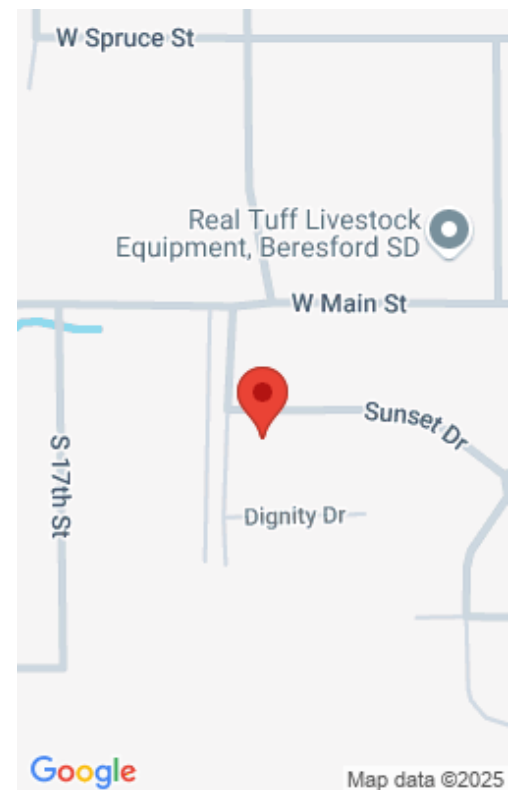 W Spruce St
Real Tuff Livestock
Equipment, Beresford SD
W Main St
Sunset Dr
S 17th St
Dignity Dr
Google
Map data ©2025